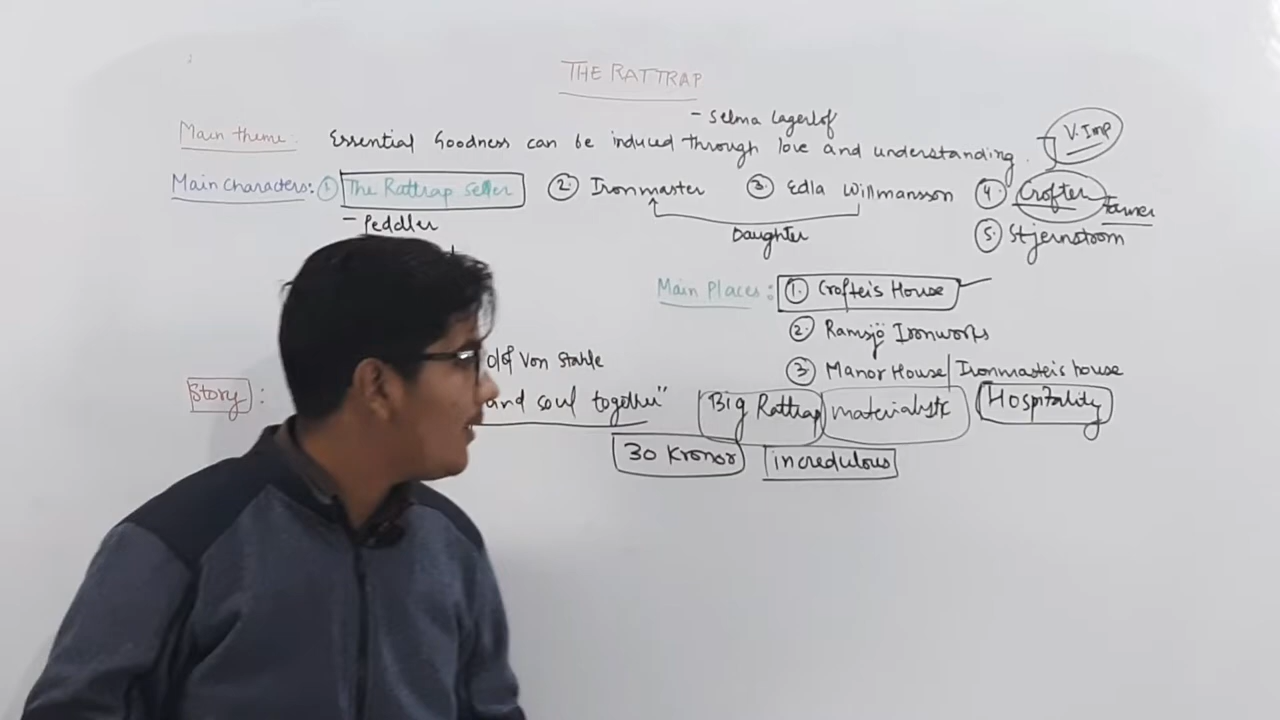 THE RATTRAP
- Selma Lagerlof
Main theme: Essential Goodness can be induced through love and understanding. V. Imp
Main Characters: 1. The Rattrap Seller 2. Ironmaster 3. Edla Willmansson 4. Crofter Farmer
- Peddler Daughter 5. Stjernstrom
Main Places: 1. Crofter's House
2. Ramsjö Ironworks
3. Manor House / Ironmaster's house
Von Stahle
Story: and soul together" Big Rattrap materialistic Hospitality
30 Kronor incredulous